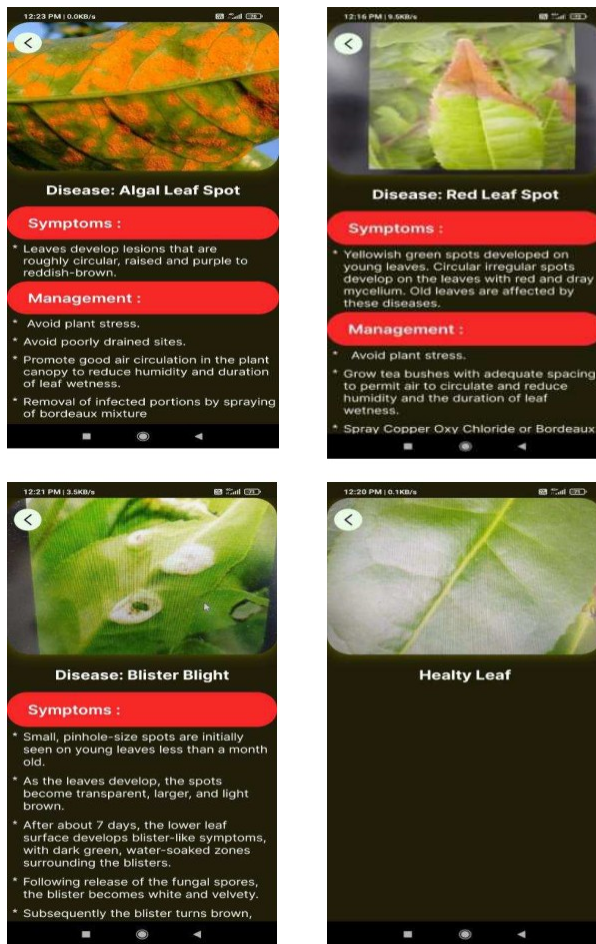 12:23 PM | 0.0KB/s
Disease: Algal Leaf Spot
Symptoms :
* Leaves develop lesions that are
roughly circular, raised and purple to
reddish-brown.
Management :
* Avoid plant stress.
* Avoid poorly drained sites.
* Promote good air circulation in the plant
canopy to reduce humidity and duration
of leaf wetness.
* Removal of infected portions by spraying
of bordeaux mixture
12:16 PM | 9.5KB/s
Disease: Red Leaf Spot
Symptoms :
* Yellowish green spots developed on
young leaves. Circular irregular spots
develop on the leaves with red and dray
mycelium. Old leaves are affected by
these diseases.
Management :
* Avoid plant stress.
* Grow tea bushes with adequate spacing
to permit air to circulate and reduce
humidity and the duration of leaf
wetness.
* Spray Copper Oxy Chloride or Bordeaux
12:21 PM | 3.5KB/s
Disease: Blister Blight
Symptoms :
* Small, pinhole-size spots are initially
seen on young leaves less than a month
old.
* As the leaves develop, the spots
become transparent, larger, and light
brown.
* After about 7 days, the lower leaf
surface develops blister-like symptoms,
with dark green, water-soaked zones
surrounding the blisters.
* Following release of the fungal spores,
the blister becomes white and velvety.
* Subsequently the blister turns brown,
12:20 PM | 0.1KB/s
Healty Leaf